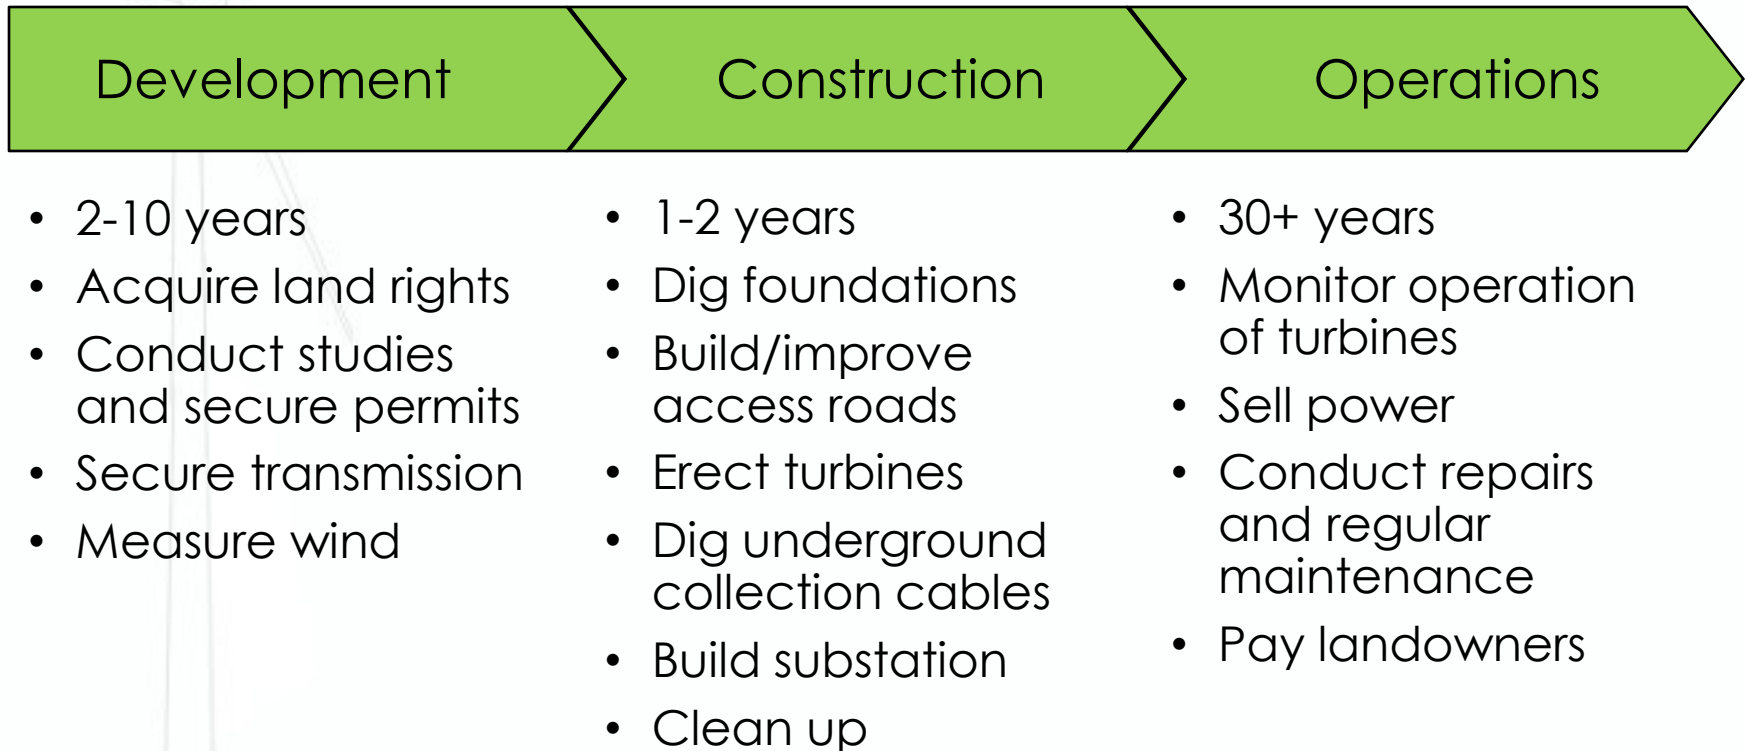 Development
Construction
Operations
• 2-10 years
• Acquire land rights
• Conduct studies
and secure permits
• Secure transmission
• Measure wind
• 1-2 years
• Dig foundations
• Build/improve
access roads
• Erect turbines
• Dig underground
collection cables
• Build substation
• Clean up
• 30+ years
• Monitor operation
of turbines
• Sell power
• Conduct repairs
and regular
maintenance
• Pay landowners